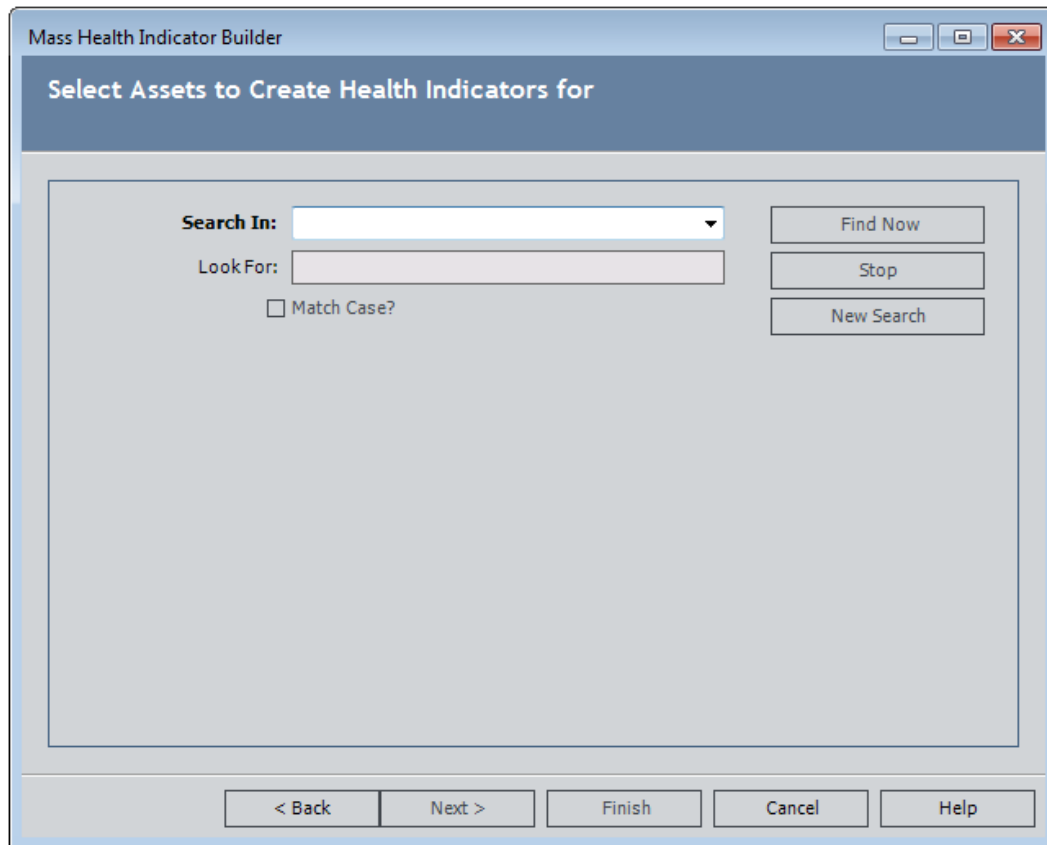 Mass Health Indicator Builder
Select Assets to Create Health Indicators for
Search In:
Find Now
Look For:
Stop
Match Case?
New Search
< Back
Next >
Finish
Cancel
Help